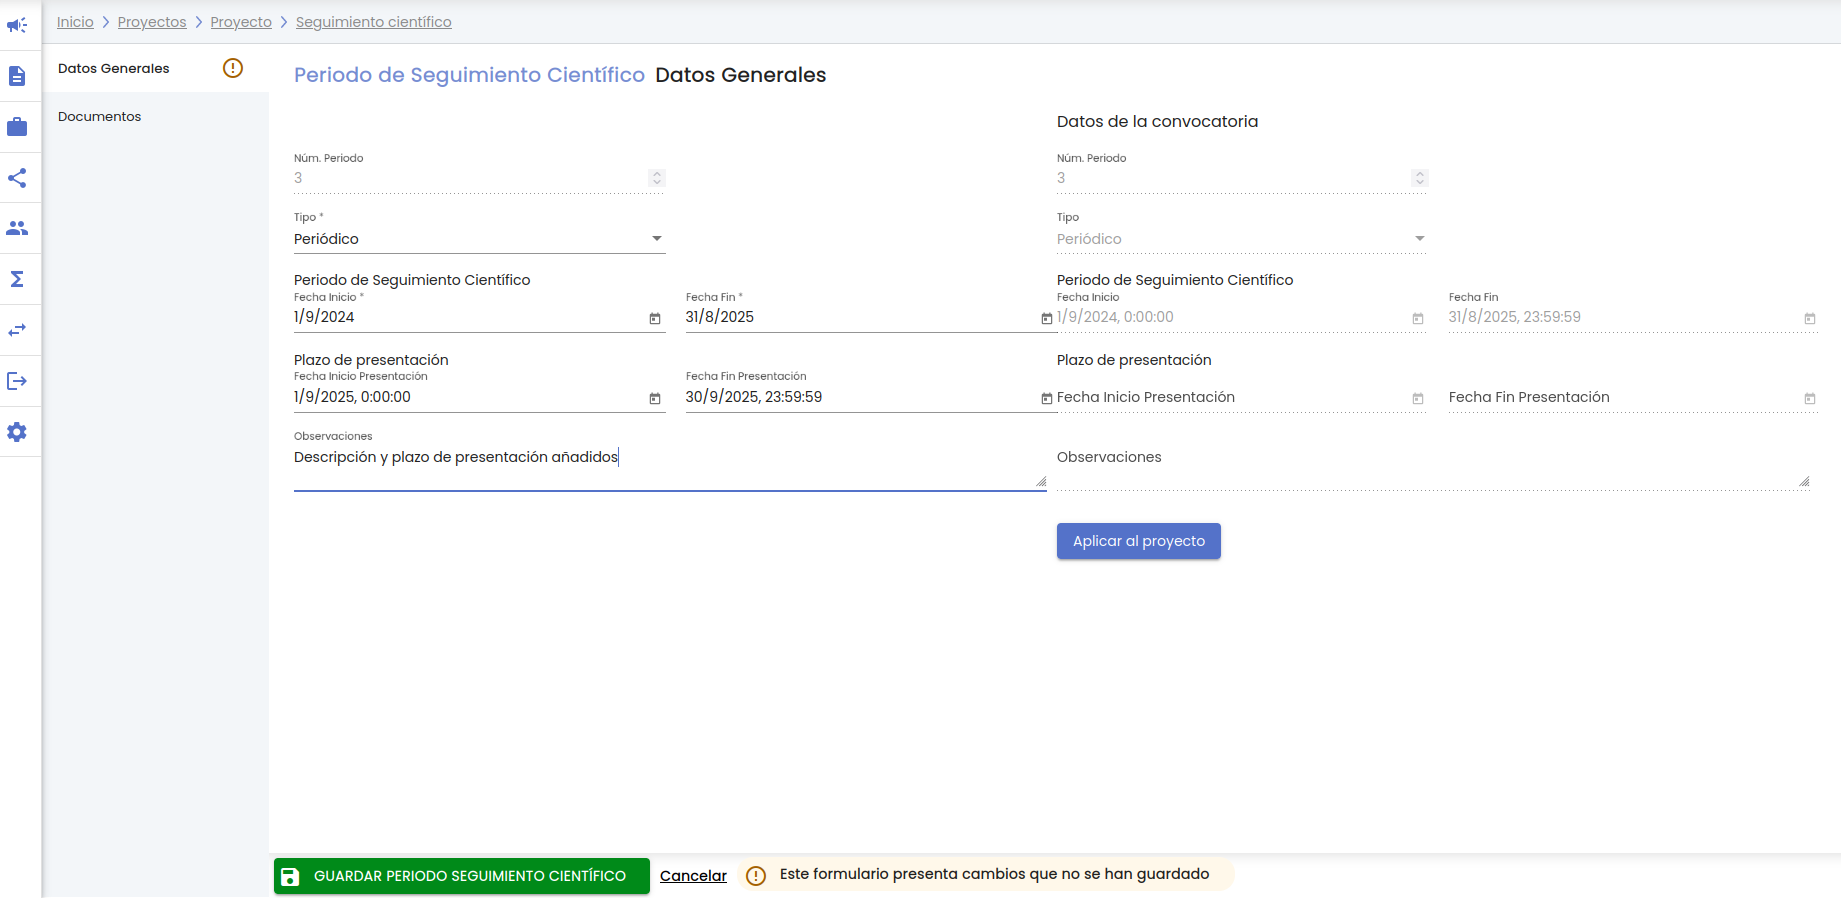 Inicio > Proyectos > Proyecto > Seguimiento científico
Datos Generales
Documentos
Periodo de Seguimiento Científico Datos Generales
Datos de la convocatoria
Núm. Periodo
3
Núm. Periodo
3
Tipo *
Periódico
Tipo
Periódico
Periodo de Seguimiento Científico
Periodo de Seguimiento Científico
Fecha Inicio *
1/9/2024
Fecha Fin *
31/8/2025
Fecha Inicio
1/9/2024, 0:00:00
Fecha Fin
31/8/2025, 23:59:59
Plazo de presentación
Plazo de presentación
Fecha Inicio Presentación
1/9/2025, 0:00:00
Fecha Fin Presentación
30/9/2025, 23:59:59
Fecha Inicio Presentación
Fecha Fin Presentación
Observaciones
Descripción y plazo de presentación añadidos
Observaciones
Aplicar al proyecto
GUARDAR PERIODO SEGUIMIENTO CIENTÍFICO
Cancelar
Este formulario presenta cambios que no se han guardado